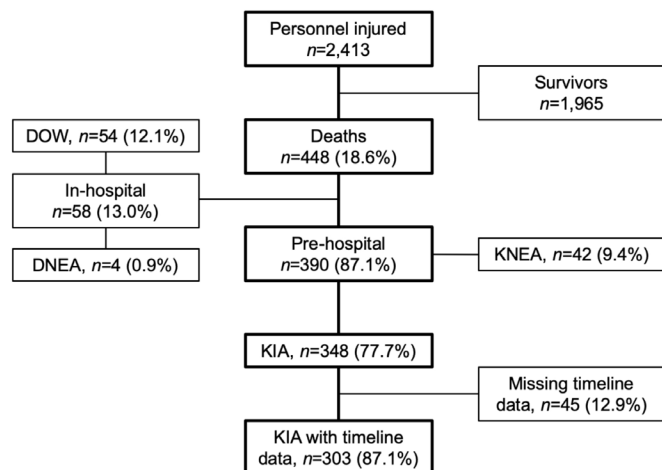 Personnel injured
n=2,413
Survivors
n=1,965
DOW, n=54 (12.1%)
Deaths
n=448 (18.6%)
In-hospital
n=58 (13.0%)
DNEA, n=4 (0.9%)
Pre-hospital
n=390 (87.1%)
KNEA, n=42 (9.4%)
KIA, n=348 (77.7%)
Missing timeline
data, n=45 (12.9%)
KIA with timeline
data, n=303 (87.1%)